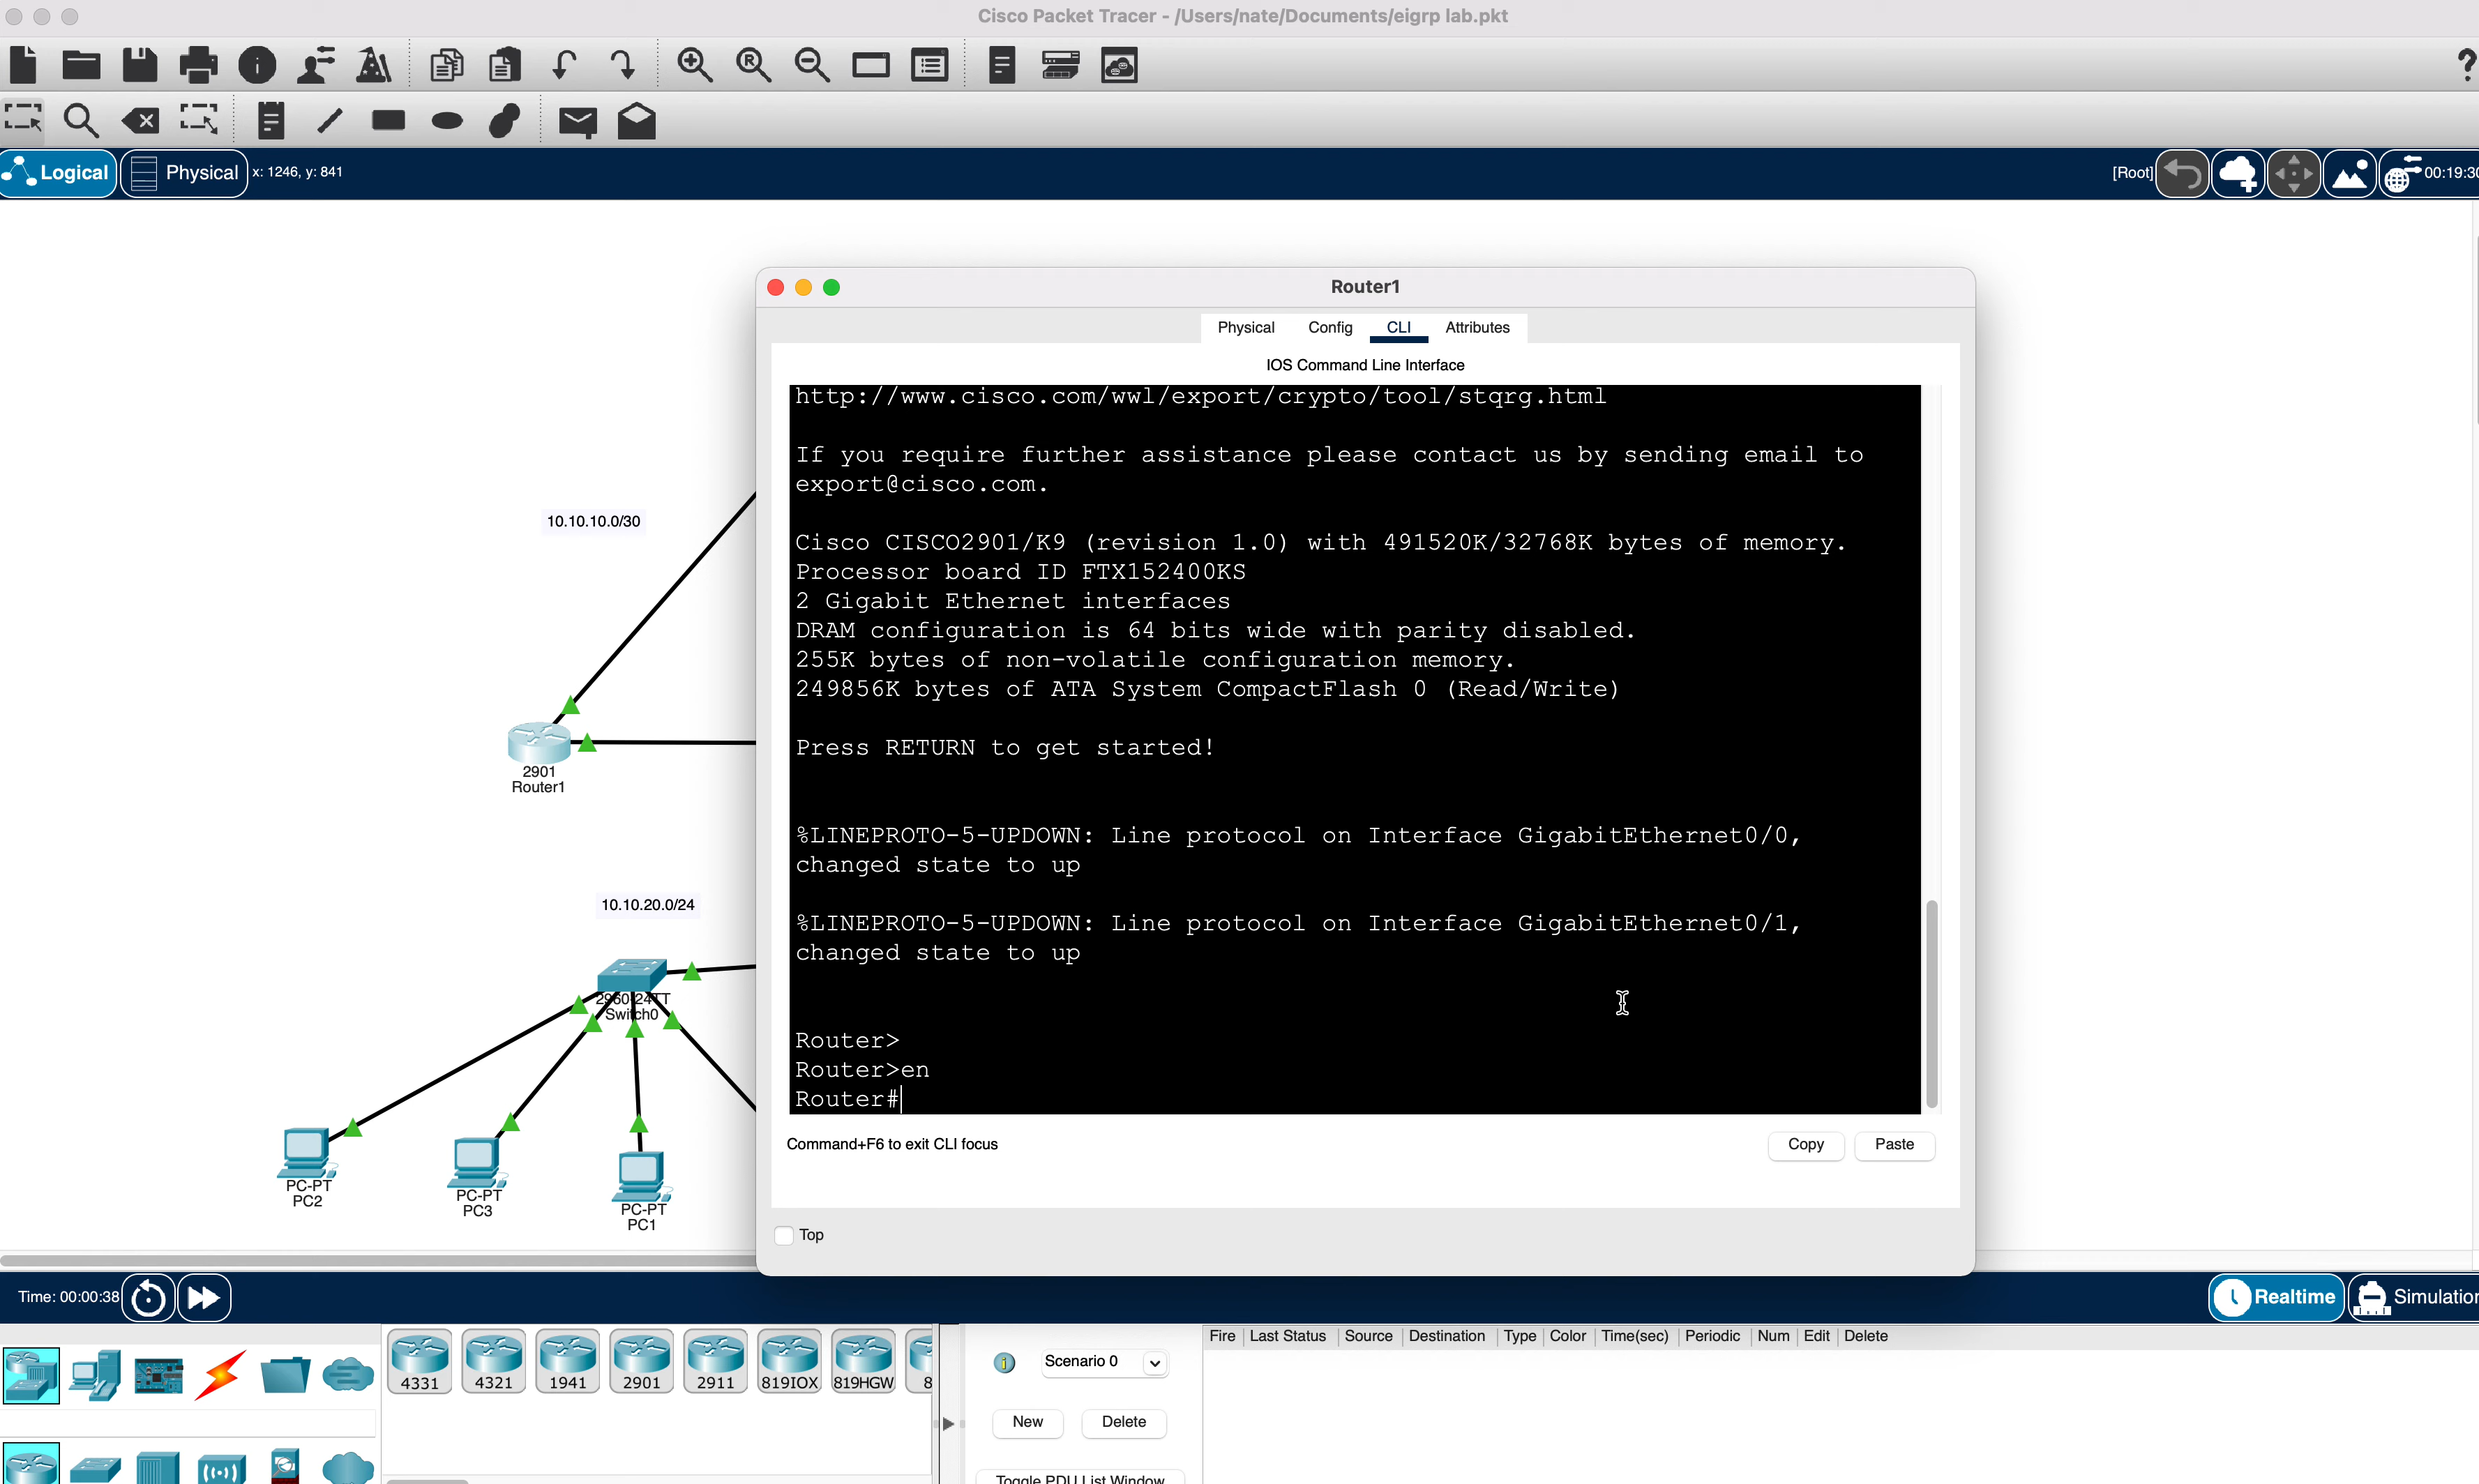 Cisco Packet Tracer - /Users/nate/Documents/eigrp lab.pkt
Logical
Physical
x: 1246, y: 841
[Root]
00:19:30
Router1
Physical
Config
CLI
Attributes
IOS Command Line Interface
http://www.cisco.com/wwl/export/crypto/tool/stqrg.html
If you require further assistance please contact us by sending email to
export@cisco.com.
Cisco CISCO2901/K9 (revision 1.0) with 491520K/32768K bytes of memory.
Processor board ID FTX152400KS
2 Gigabit Ethernet interfaces
DRAM configuration is 64 bits wide with parity disabled.
255K bytes of non-volatile configuration memory.
249856K bytes of ATA System CompactFlash 0 (Read/Write)
Press RETURN to get started!
%LINEPROTO-5-UPDOWN: Line protocol on Interface GigabitEthernet0/0,
changed state to up
%LINEPROTO-5-UPDOWN: Line protocol on Interface GigabitEthernet0/1,
changed state to up
Router>
Router>en
Router#
Command+F6 to exit CLI focus
Copy
Paste
Top
10.10.10.0/30
2901
Router1
10.10.20.0/24
2960-24TT
Switch0
PC-PT
PC2
PC-PT
PC3
PC-PT
PC1
Time: 00:00:38
Realtime
Simulation
4331
4321
1941
2901
2911
819IOX
819HGW
8
Scenario 0
New
Delete
Toggle PDU List Window
Fire
Last Status
Source
Destination
Type
Color
Time(sec)
Periodic
Num
Edit
Delete